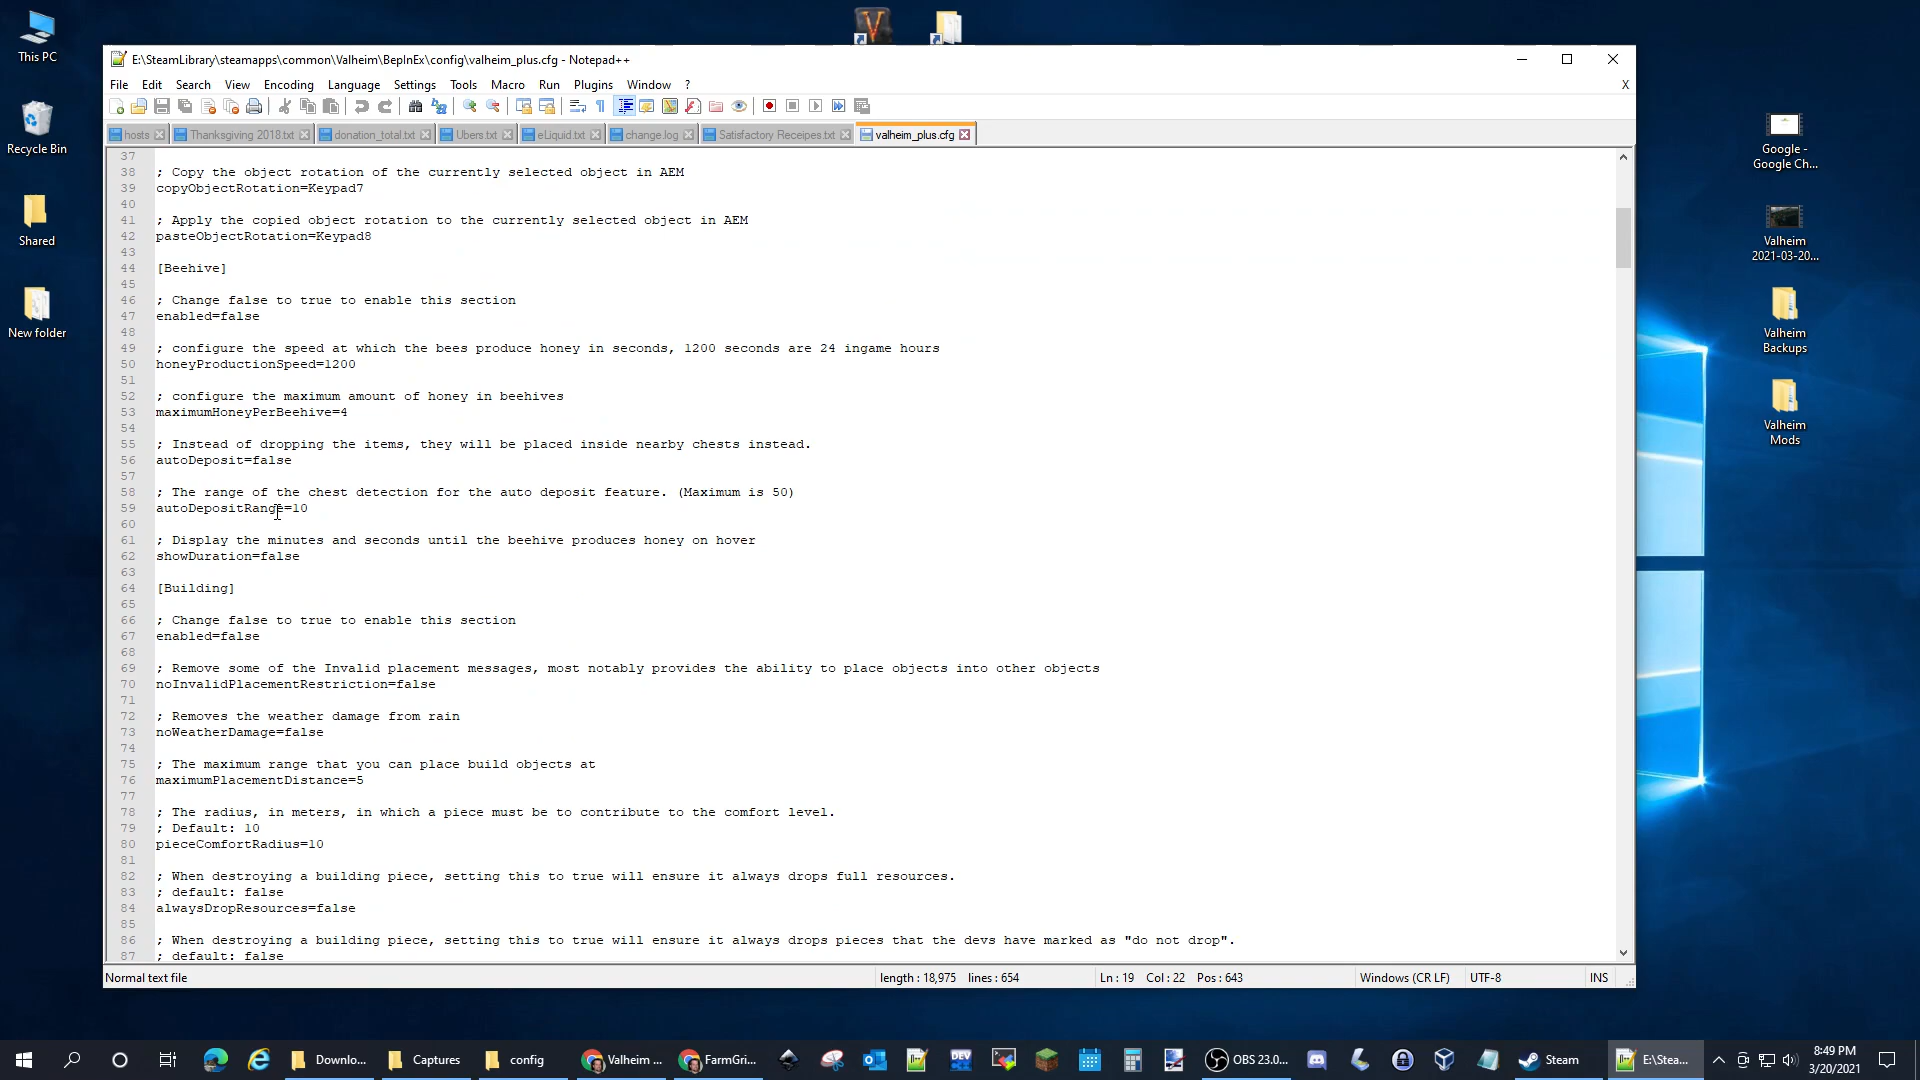 This PC
Recycle Bin
Shared
New folder
E:\SteamLibrary\steamapps\common\Valheim\BepInEx\config\valheim_plus.cfg - Notepad++
File Edit Search View Encoding Language Settings Tools Macro Run Plugins Window ?
X
hosts Thanksgiving 2018.txt donation_total.txt Ubers.txt eLiquid.txt change.log Satisfactory Receipes.txt valheim_plus.cfg
37
38 ; Copy the object rotation of the currently selected object in AEM
39 copyObjectRotation=Keypad7
40
41 ; Apply the copied object rotation to the currently selected object in AEM
42 pasteObjectRotation=Keypad8
43
44 [Beehive]
45
46 ; Change false to true to enable this section
47 enabled=false
48
49 ; configure the speed at which the bees produce honey in seconds, 1200 seconds are 24 ingame hours
50 honeyProductionSpeed=1200
51
52 ; configure the maximum amount of honey in beehives
53 maximumHoneyPerBeehive=4
54
55 ; Instead of dropping the items, they will be placed inside nearby chests instead.
56 autoDeposit=false
57
58 ; The range of the chest detection for the auto deposit feature. (Maximum is 50)
59 autoDepositRange=10
60
61 ; Display the minutes and seconds until the beehive produces honey on hover
62 showDuration=false
63
64 [Building]
65
66 ; Change false to true to enable this section
67 enabled=false
68
69 ; Remove some of the Invalid placement messages, most notably provides the ability to place objects into other objects
70 noInvalidPlacementRestriction=false
71
72 ; Removes the weather damage from rain
73 noWeatherDamage=false
74
75 ; The maximum range that you can place build objects at
76 maximumPlacementDistance=5
77
78 ; The radius, in meters, in which a piece must be to contribute to the comfort level.
79 ; Default: 10
80 pieceComfortRadius=10
81
82 ; When destroying a building piece, setting this to true will ensure it always drops full resources.
83 ; default: false
84 alwaysDropResources=false
85
86 ; When destroying a building piece, setting this to true will ensure it always drops pieces that the devs have marked as "do not drop".
87 ; default: false
Normal text file length : 18,975 lines : 654 Ln : 19 Col : 22 Pos : 643 Windows (CR LF) UTF-8 INS
Google -
Google Ch...
Valheim
2021-03-20...
Valheim
Backups
Valheim
Mods
Downlo... Captures config Valheim ... FarmGri... DEV OBS 23.0... Steam E:\Stea...
8:49 PM
3/20/2021